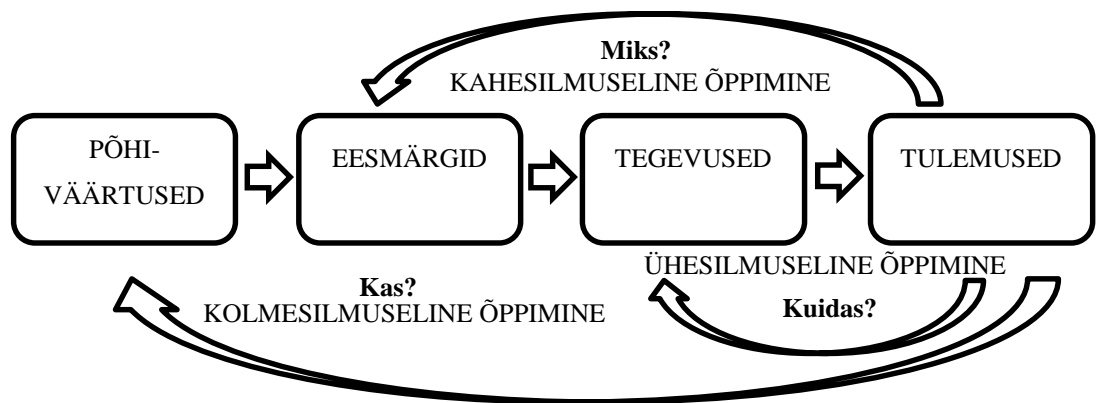 Miks?
KAHESILMUSELINE ÕPPIMINE
PÕHI-
VÄÄRTUSED
EESMÄRGID
TEGEVUSED
TULEMUSED
ÜHESILMUSELINE ÕPPIMINE
Kuidas?
Kas?
KOLMESILMUSELINE ÕPPIMINE